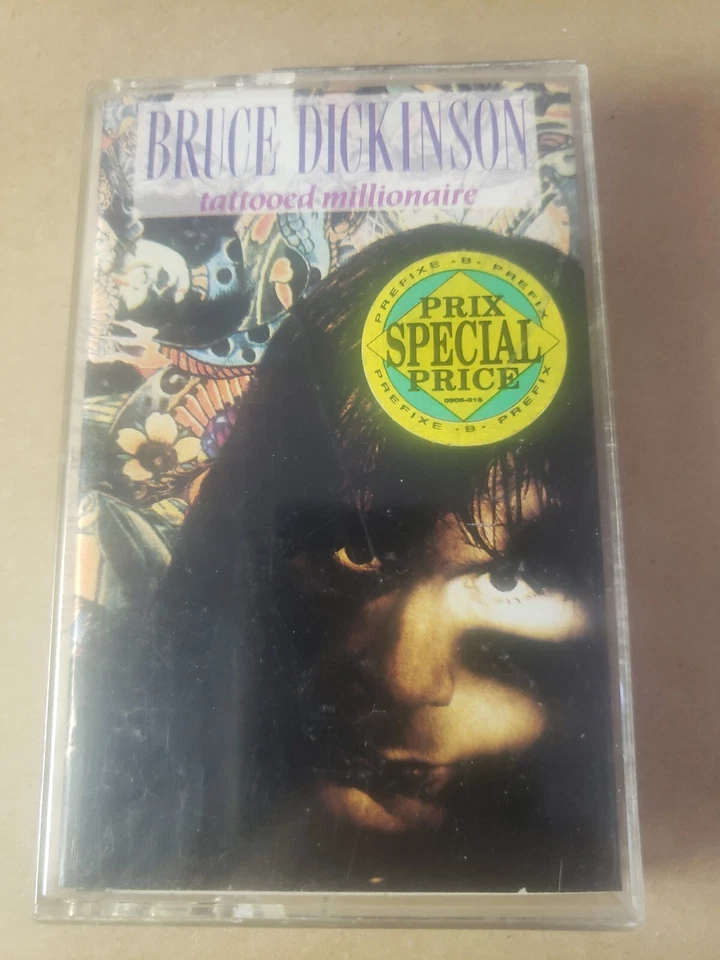 BRUCE DICKINSON
tattooed millionaire
PREFIXE -B- PREFIX
PRIX
SPECIAL
PRICE
PREFIXE -B- PREFIX